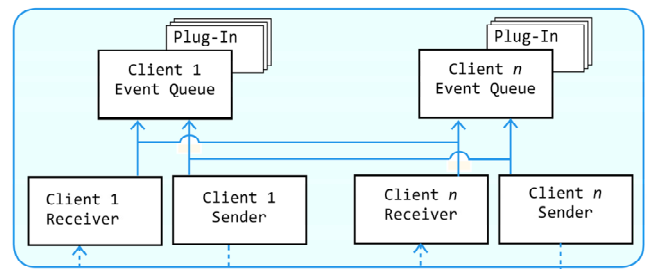 Plug-In
Client 1
Event Queue
Plug-In
Client n
Event Queue
Client 1
Receiver
Client 1
Sender
Client n
Receiver
Client n
Sender